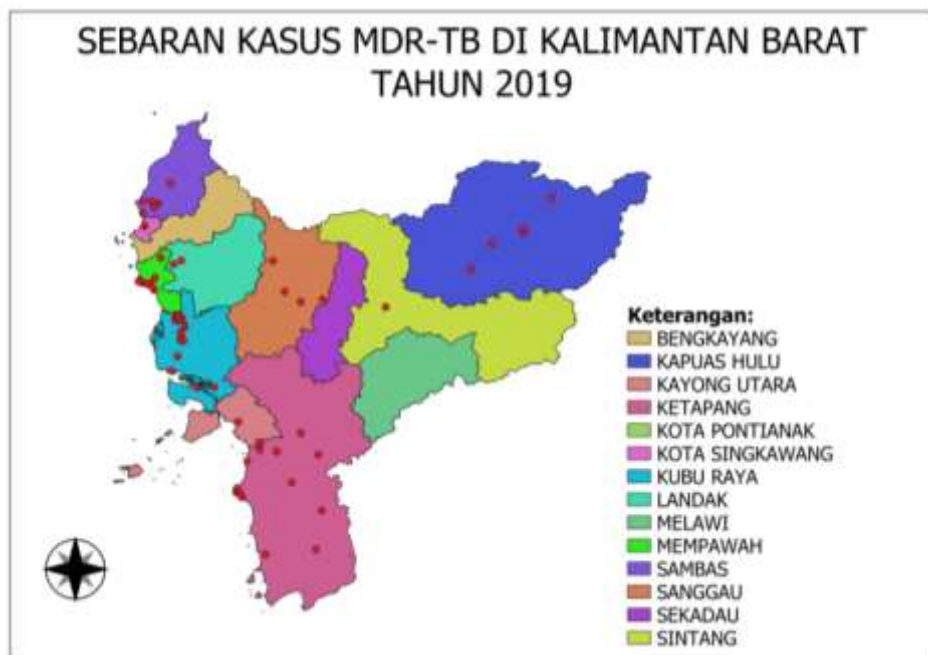 SEBARAN KASUS MDR-TB DI KALIMANTAN BARAT
TAHUN 2019
Keterangan:
BENGKAYANG
KAPUAS HULU
KAYONG UTARA
KETAPANG
KOTA PONTIANAK
KOTA SINGKAWANG
KUBU RAYA
LANDAK
MELAWI
MEMPAWAH
SAMBAS
SANGGAU
SEKADAU
SINTANG